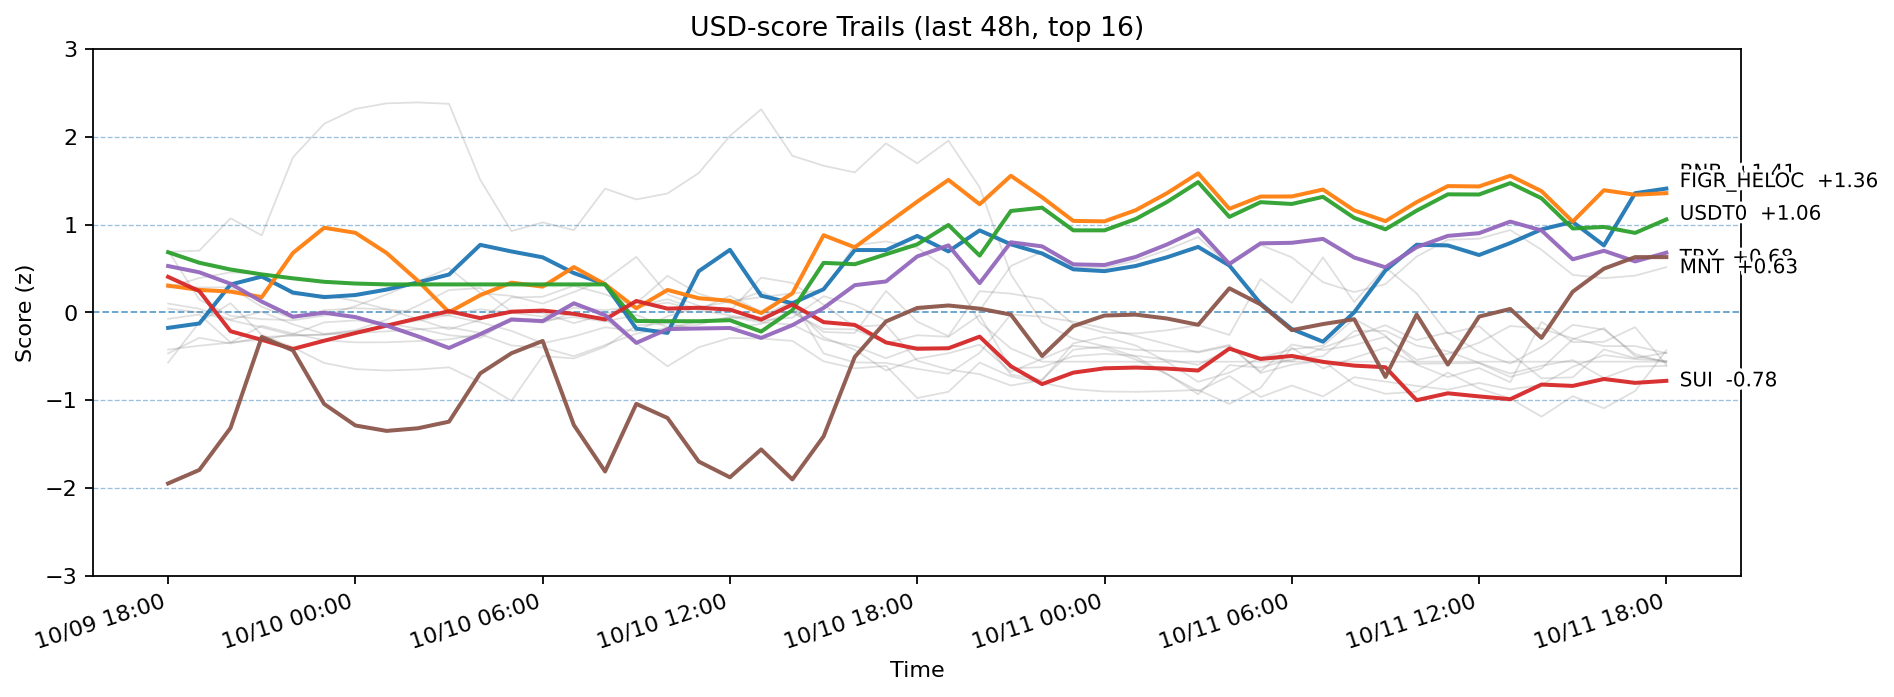 USD-score Trails (last 48h, top 16)
Score (z)
3
2
1
0
−1
−2
−3
BNB +1.41
FIGR_HELOC +1.36
USDT0 +1.06
TRX +0.68
MNT +0.63
SUI -0.78
10/09 18:00
10/10 00:00
10/10 06:00
10/10 12:00
10/10 18:00
10/11 00:00
10/11 06:00
10/11 12:00
10/11 18:00
Time